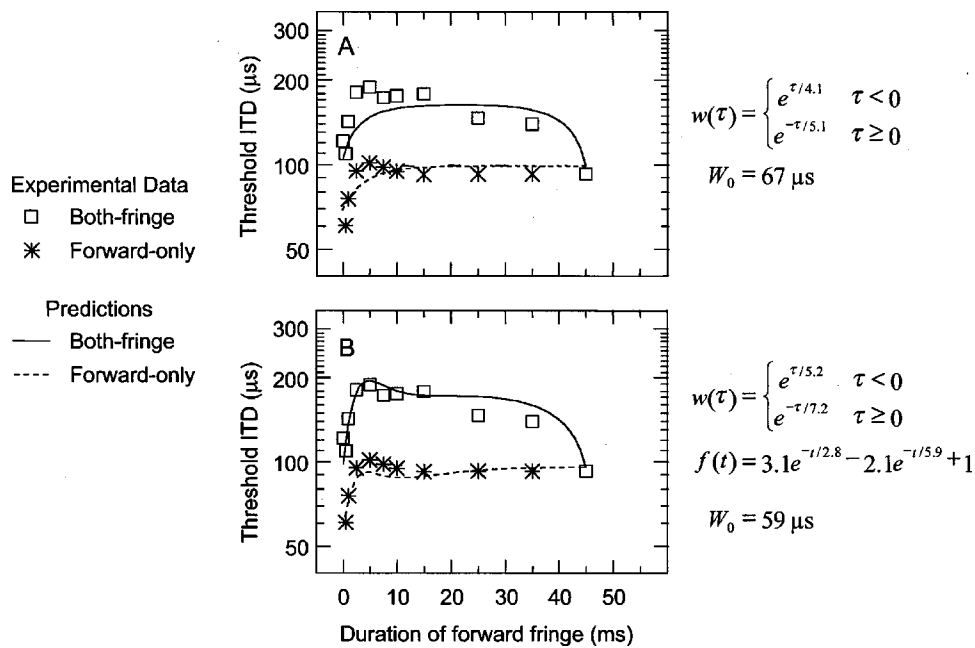 Experimental Data
□ Both-fringe
✳ Forward-only
Predictions
Both-fringe
Forward-only
A
Threshold ITD (µs)
300
200
100
50
w(τ) = { e^{τ/4.1} τ < 0
e^{-τ/5.1} τ ≥ 0
W₀ = 67 µs
B
Threshold ITD (µs)
300
200
100
50
0 10 20 30 40 50
Duration of forward fringe (ms)
w(τ) = { e^{τ/5.2} τ < 0
e^{-τ/7.2} τ ≥ 0
f(t) = 3.1e^{-t/2.8} − 2.1e^{-t/5.9} + 1
W₀ = 59 µs